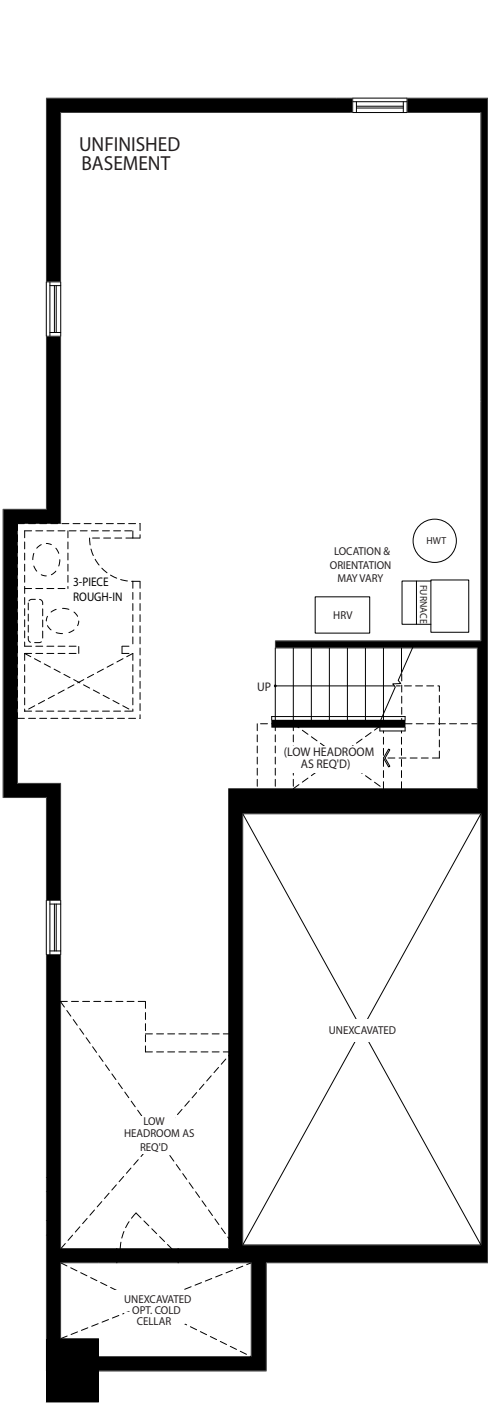 UNFINISHED
BASEMENT
HWT
LOCATION &
ORIENTATION
MAY VARY
3-PIECE
ROUGH-IN
FURNACE
HRV
UP
(LOW HEADROOM
AS REQ'D)
UNEXCAVATED
LOW
HEADROOM AS
REQ'D
UNEXCAVATED
OPT. COLD
CELLAR